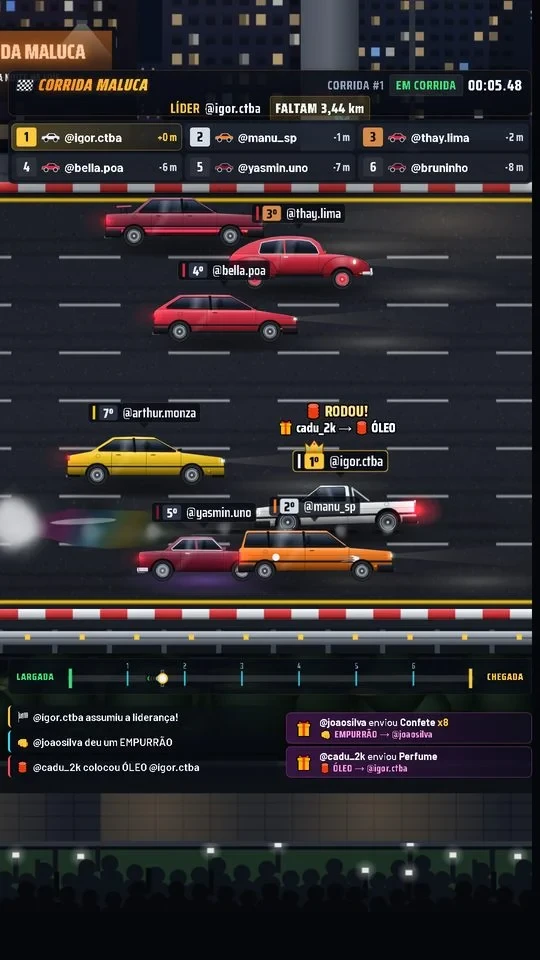 DA MALUCA
CORRIDA MALUCA
CORRIDA #1 EM CORRIDA 00:05.48
LÍDER @igor.ctba FALTAM 3,44 km
1 @igor.ctba +0 m
2 @manu_sp -1 m
3 @thay.lima -2 m
4 @bella.poa -6 m
5 @yasmin.uno -7 m
6 @bruninho -8 m
3º @thay.lima
4º @bella.poa
7º @arthur.monza
RODOU!
cadu_2k → ÓLEO
1º @igor.ctba
5º @yasmin.uno
2º @manu_sp
LARGADA 1 2 3 4 5 6 CHEGADA
@igor.ctba assumiu a liderança!
@joaosilva deu um EMPURRÃO
@cadu_2k colocou ÓLEO @igor.ctba
@joaosilva enviou Confete x8
EMPURRÃO → @joaosilva
@cadu_2k enviou Perfume
ÓLEO → @igor.ctba